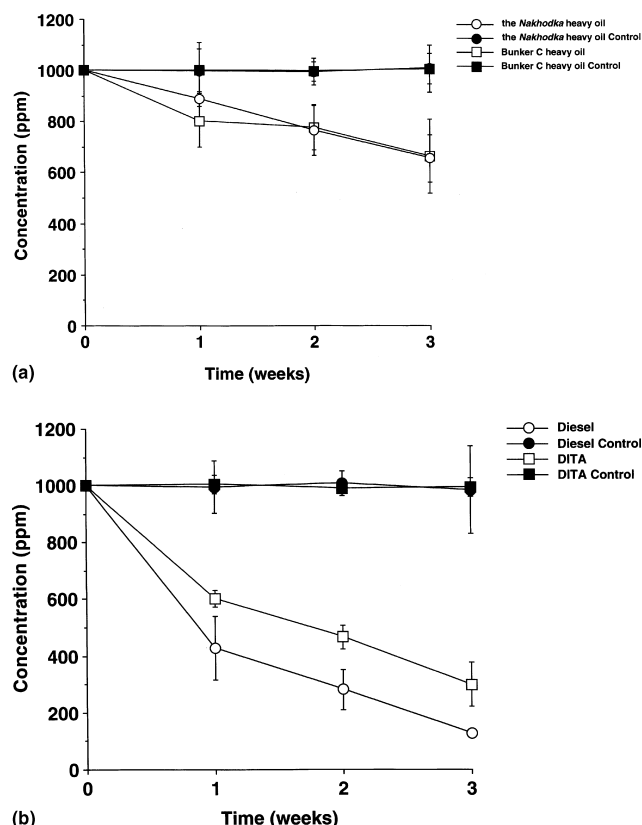 1200
1000
800
600
400
200
0
Concentration (ppm)
0 1 2 3
Time (weeks)
(a)
the Nakhodka heavy oil
the Nakhodka heavy oil Control
Bunker C heavy oil
Bunker C heavy oil Control
1200
1000
800
600
400
200
0
Concentration (ppm)
0 1 2 3
Time (weeks)
(b)
Diesel
Diesel Control
DITA
DITA Control